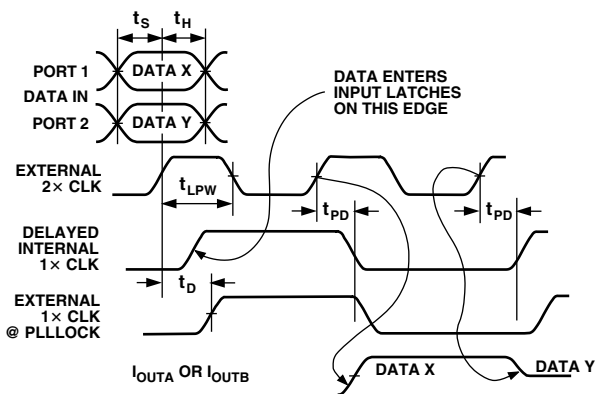 tS tH
PORT 1 DATA X
DATA IN
PORT 2 DATA Y
DATA ENTERS
INPUT LATCHES
ON THIS EDGE
EXTERNAL
2× CLK
tLPW
tPD tPD
DELAYED
INTERNAL
1× CLK
tD
EXTERNAL
1× CLK
@ PLLLOCK
IOUTA OR IOUTB DATA X DATA Y